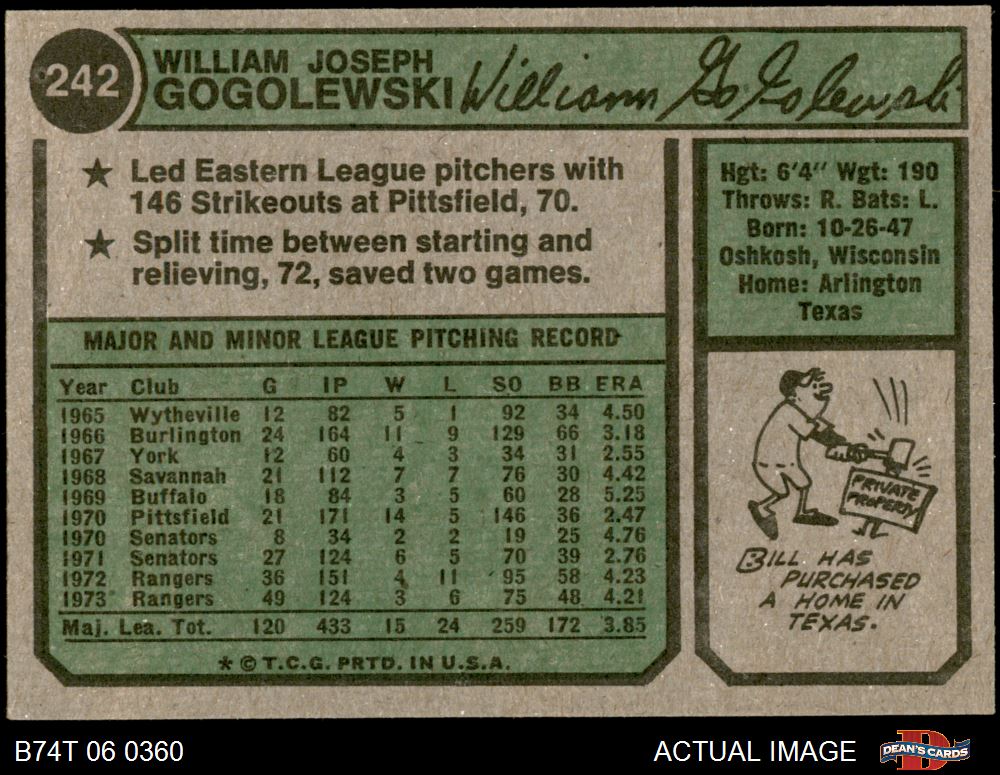 242
WILLIAM JOSEPH
GOGOLEWSKI
William GoGolewski
★ Led Eastern League pitchers with
146 Strikeouts at Pittsfield, 70.
★ Split time between starting and
relieving, 72, saved two games.
Hgt: 6'4" Wgt: 190
Throws: R. Bats: L.
Born: 10-26-47
Oshkosh, Wisconsin
Home: Arlington
Texas
MAJOR AND MINOR LEAGUE PITCHING RECORD
Year Club G IP W L SO BB ERA
1965 Wytheville 12 82 5 1 92 34 4.50
1966 Burlington 24 164 11 9 129 66 3.18
1967 York 12 60 4 3 34 31 2.55
1968 Savannah 21 112 7 7 76 30 4.42
1969 Buffalo 18 84 3 5 60 28 5.25
1970 Pittsfield 21 171 14 5 146 36 2.47
1970 Senators 8 34 2 2 19 25 4.76
1971 Senators 27 124 6 5 70 39 2.76
1972 Rangers 36 151 4 11 95 58 4.23
1973 Rangers 49 124 3 6 75 48 4.21
Maj. Lea. Tot. 120 433 15 24 259 172 3.85
* © T.C.G. PRTD. IN U.S.A.
PRIVATE
PROPERTY
BILL HAS
PURCHASED
A HOME IN
TEXAS.
B74T 06 0360
ACTUAL IMAGE
D
DEAN'S CARDS